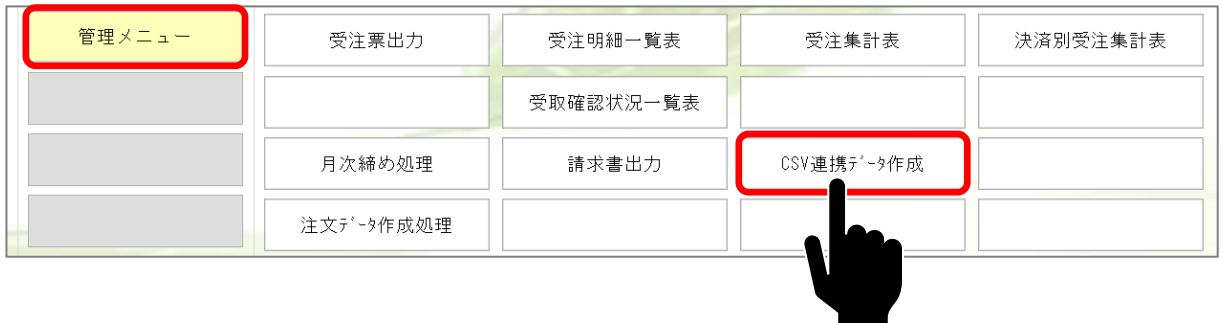 管理メニュー
受注票出力
受注明細一覧表
受注集計表
決済別受注集計表
受取確認状況一覧表
月次締め処理
請求書出力
CSV連携ﾃﾞｰﾀ作成
注文ﾃﾞｰﾀ作成処理